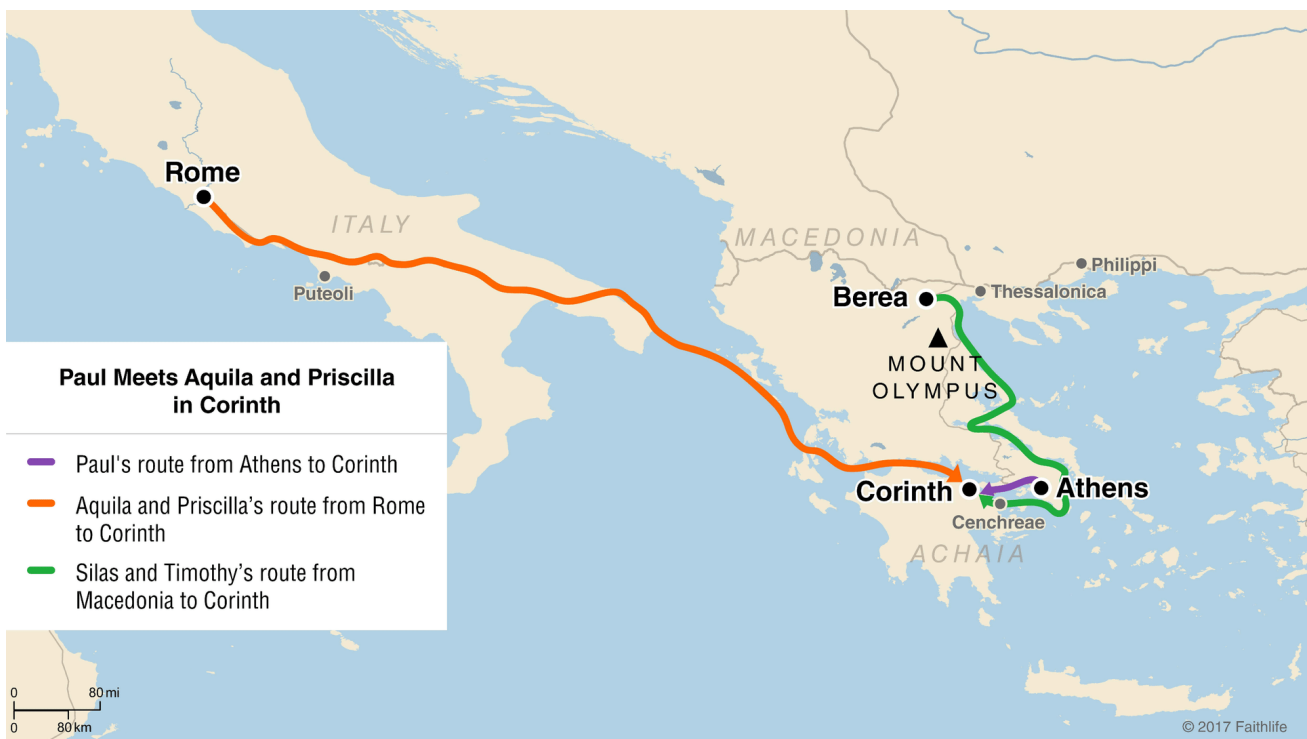 Rome
ITALY
Puteoli
MACEDONIA
Philippi
Thessalonica
Berea
MOUNT
OLYMPUS
Corinth
Athens
Cenchreae
ACHAIA
Paul Meets Aquila and Priscilla
in Corinth
Paul's route from Athens to Corinth
Aquila and Priscilla’s route from Rome
to Corinth
Silas and Timothy’s route from
Macedonia to Corinth
0 80 mi
0 80 km
© 2017 Faithlife